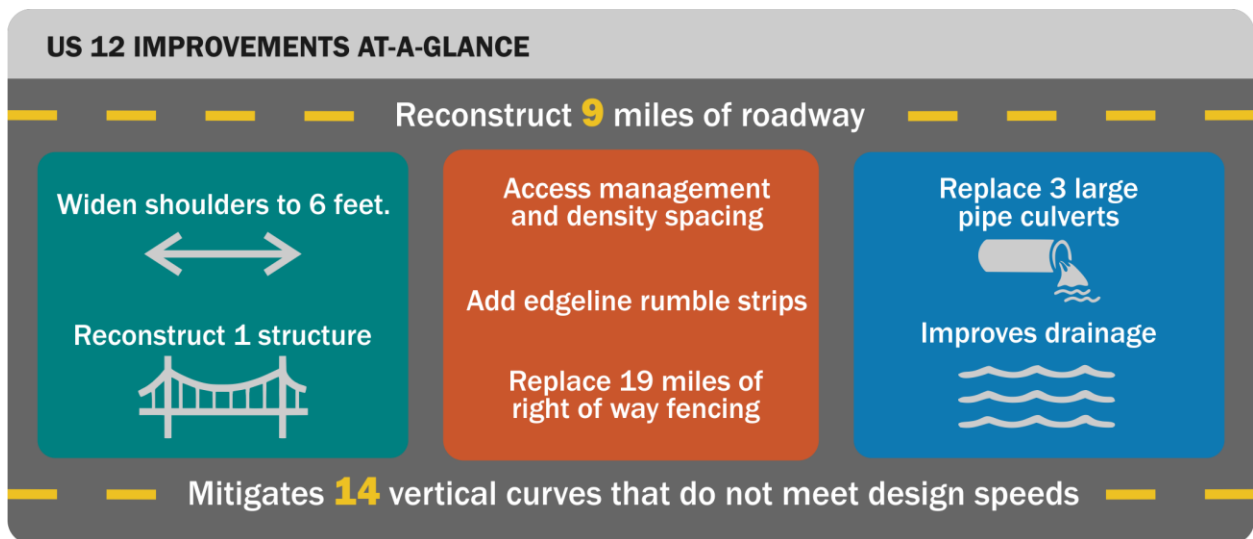 US 12 IMPROVEMENTS AT-A-GLANCE
Reconstruct 9 miles of roadway
Widen shoulders to 6 feet.
Reconstruct 1 structure
Access management
and density spacing
Add edgeline rumble strips
Replace 19 miles of
right of way fencing
Replace 3 large
pipe culverts
Improves drainage
Mitigates 14 vertical curves that do not meet design speeds